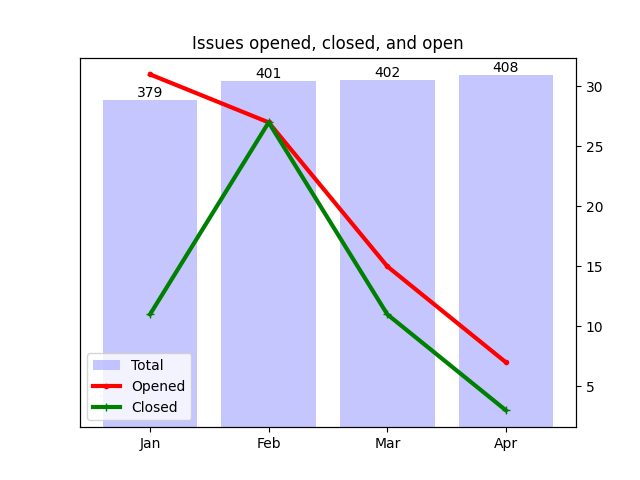 Issues opened, closed, and open
379
401
402
408
30
25
20
15
10
5
Total
Opened
Closed
Jan
Feb
Mar
Apr